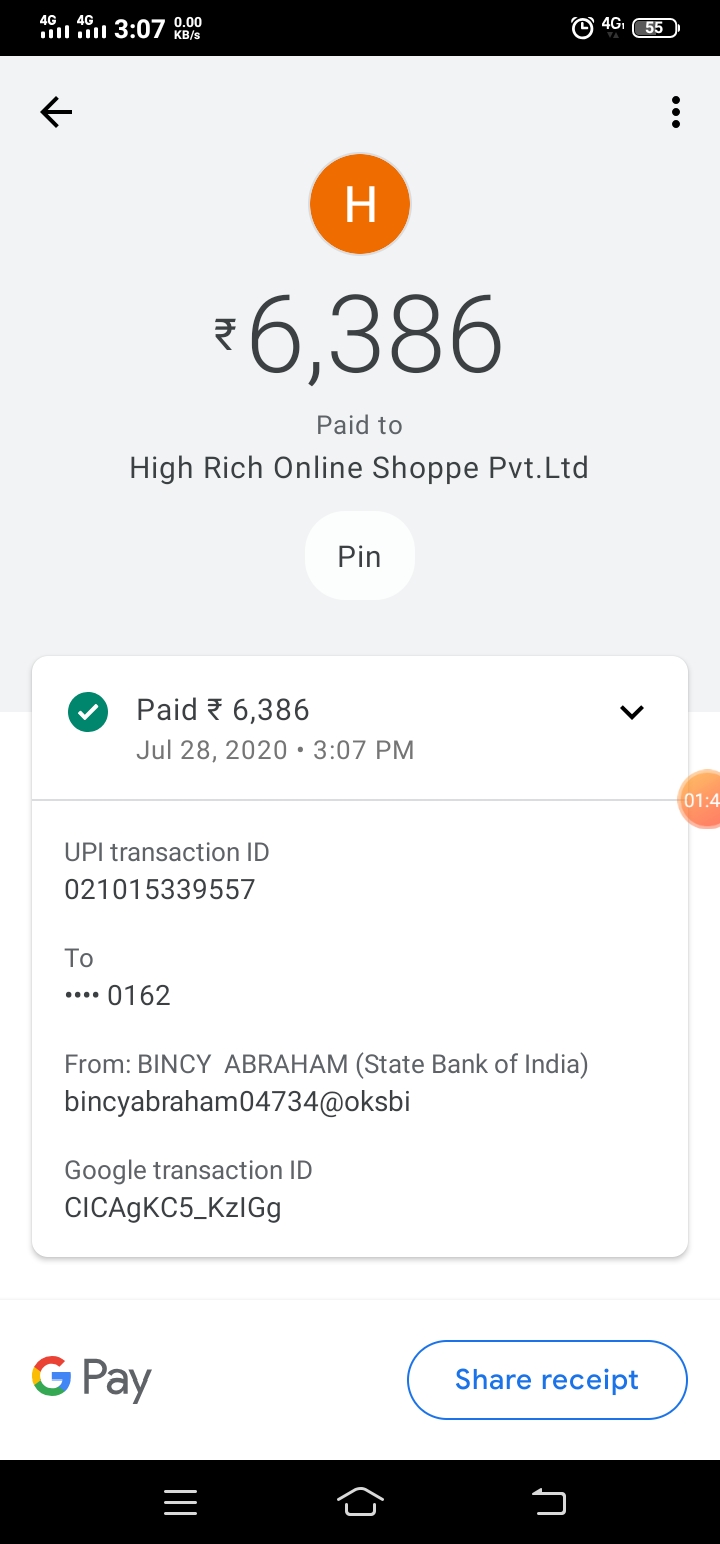 4G 4G 3:07 0.00 KB/s 4G 55
H
₹6,386
Paid to
High Rich Online Shoppe Pvt.Ltd
Pin
Paid ₹ 6,386
Jul 28, 2020 • 3:07 PM
01:4
UPI transaction ID
021015339557
To
•••• 0162
From: BINCY ABRAHAM (State Bank of India)
bincyabraham04734@oksbi
Google transaction ID
CICAgKC5_KzIGg
G Pay
Share receipt